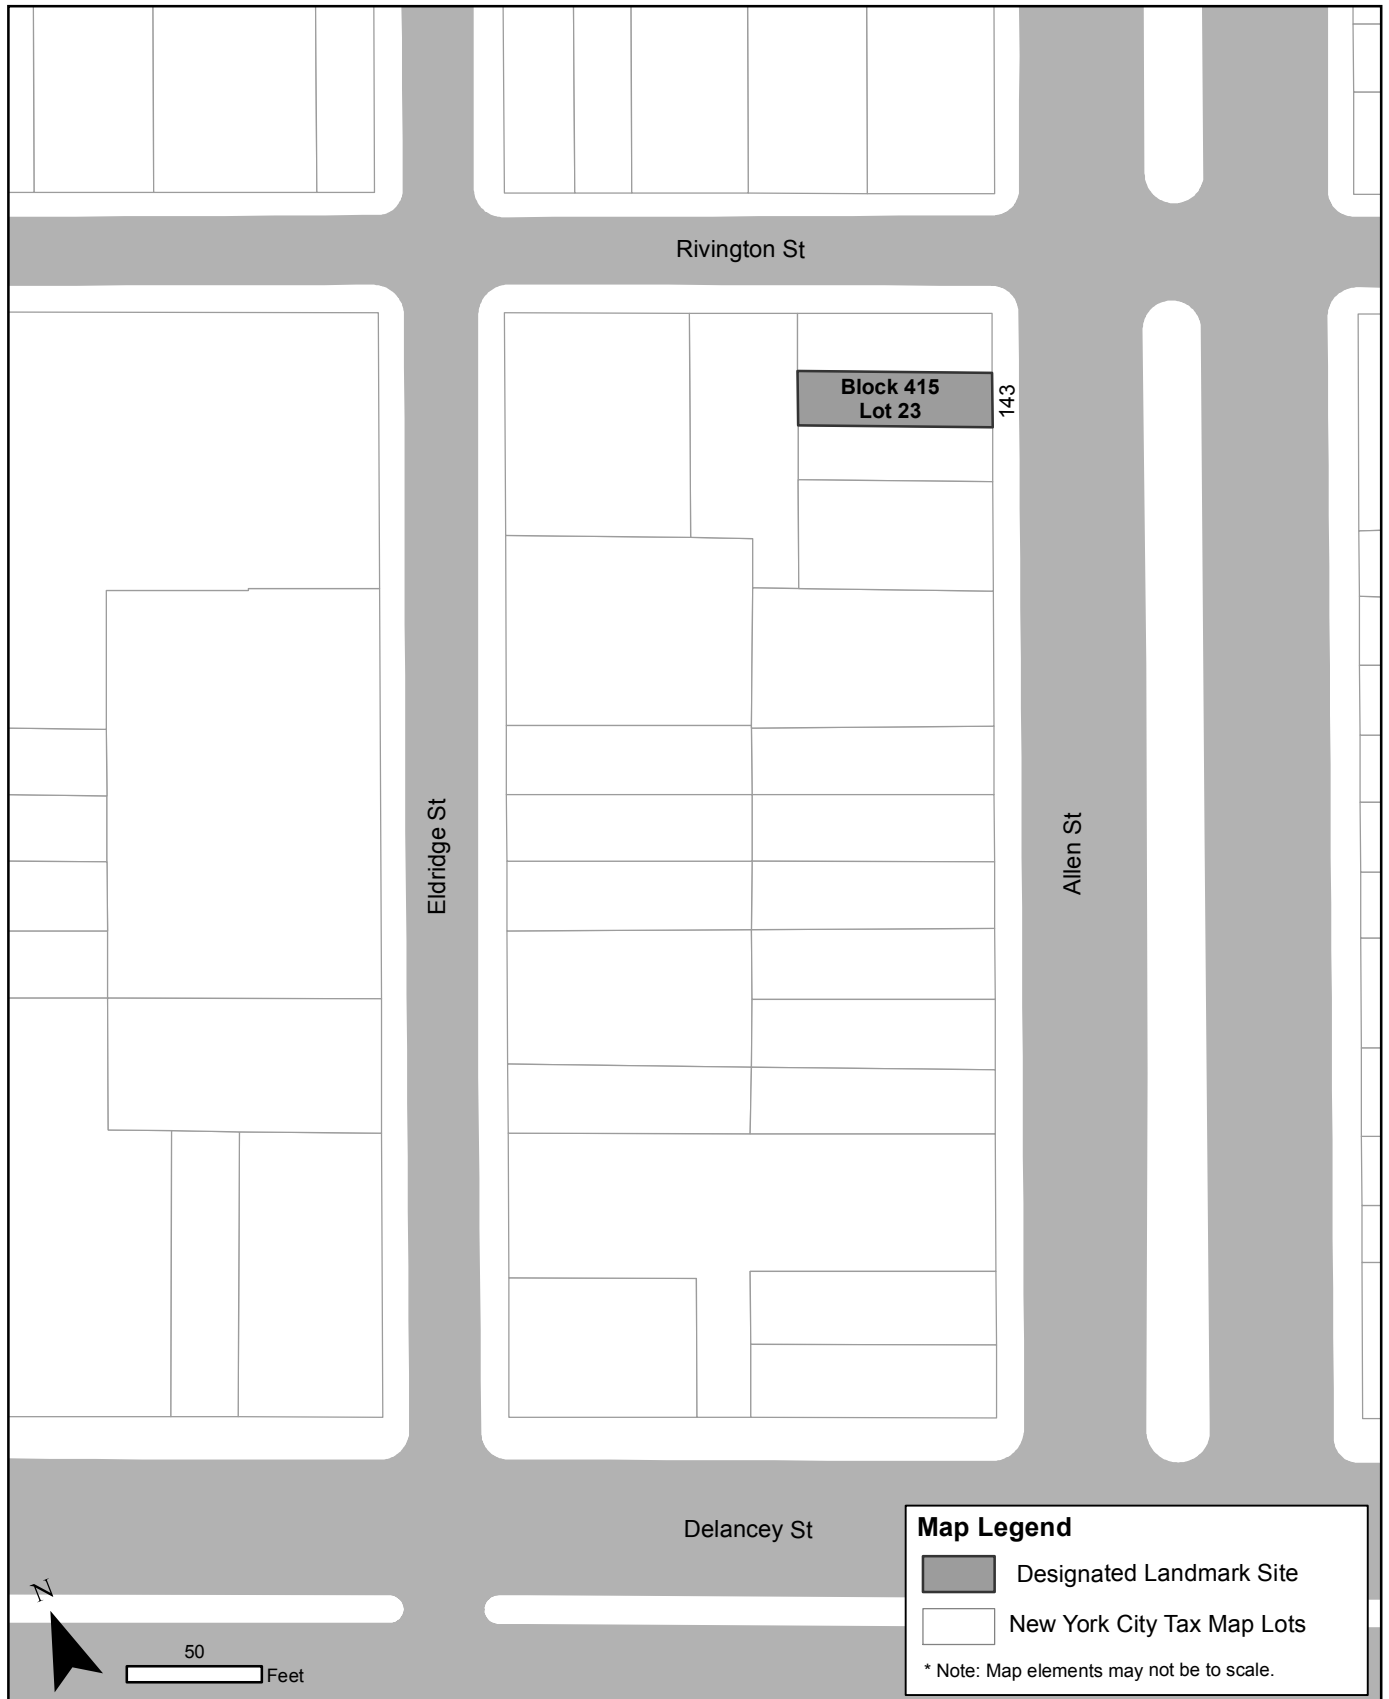 Rivington St
Block 415
Lot 23
143
Eldridge St
Allen St
Delancey St
Map Legend
Designated Landmark Site
New York City Tax Map Lots
* Note: Map elements may not be to scale.
N
50
Feet